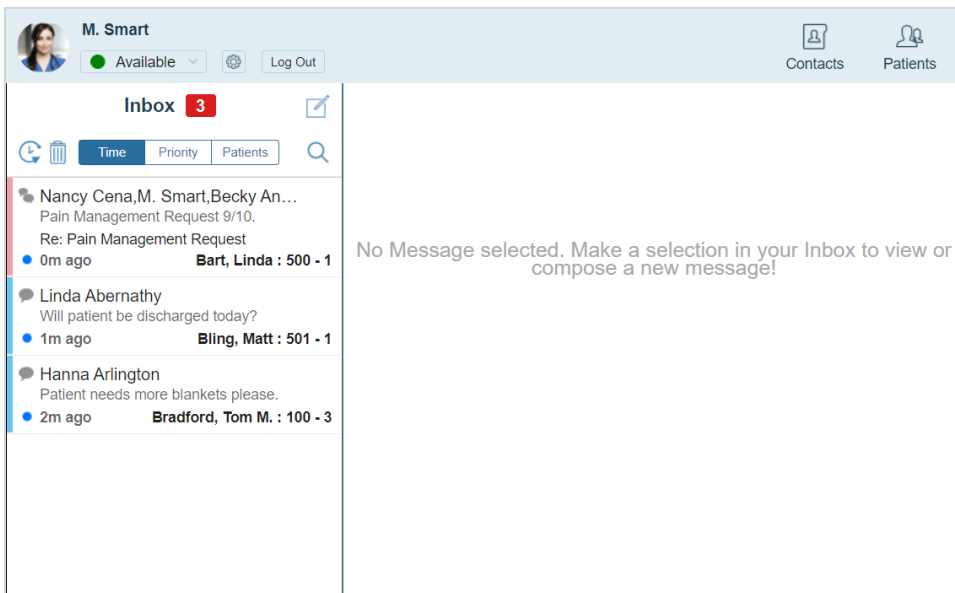 M. Smart
Available
Log Out
Contacts
Patients
Inbox 3
Time Priority Patients
Nancy Cena,M. Smart,Becky An…
Pain Management Request 9/10.
Re: Pain Management Request
0m ago Bart, Linda : 500 - 1
Linda Abernathy
Will patient be discharged today?
1m ago Bling, Matt : 501 - 1
Hanna Arlington
Patient needs more blankets please.
2m ago Bradford, Tom M. : 100 - 3
No Message selected. Make a selection in your Inbox to view or
compose a new message!